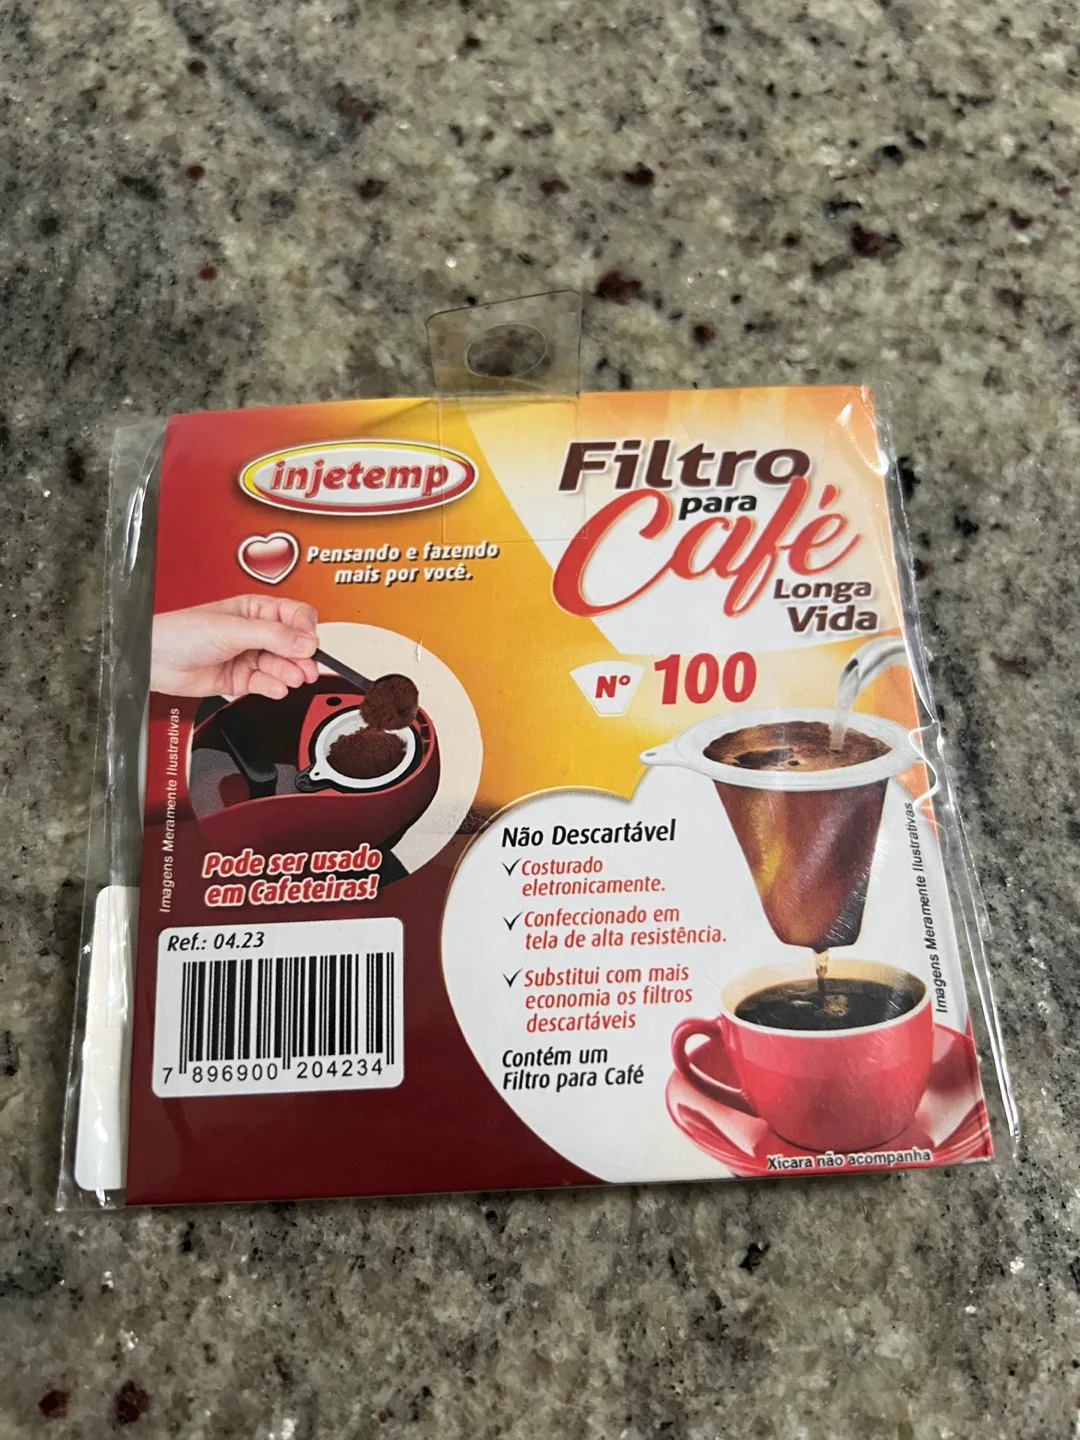 injetemp
Pensando e fazendo
mais por você.
Filtro
para
Café
Longa
Vida
Nº 100
Imagens Meramente Ilustrativas
Pode ser usado
em Cafeteiras!
Ref.: 04.23
7 896900 204234
Não Descartável
Costurado
eletronicamente.
Confeccionado em
tela de alta resistência.
Substitui com mais
economia os filtros
descartáveis
Contém um
Filtro para Café
Imagens Meramente Ilustrativas
Xícara não acompanha